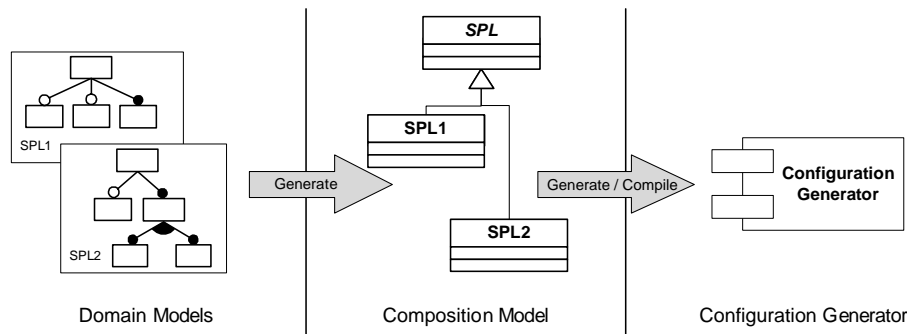 SPL
SPL1
SPL1
Generate
Generate / Compile
Configuration
Generator
SPL2
SPL2
Domain Models
Composition Model
Configuration Generator